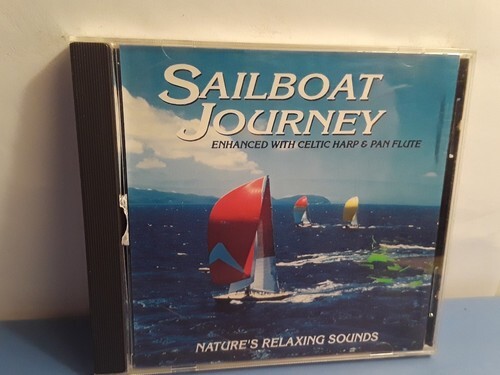 SAILBOAT
JOURNEY
ENHANCED WITH CELTIC HARP & PAN FLUTE
NATURE'S RELAXING SOUNDS